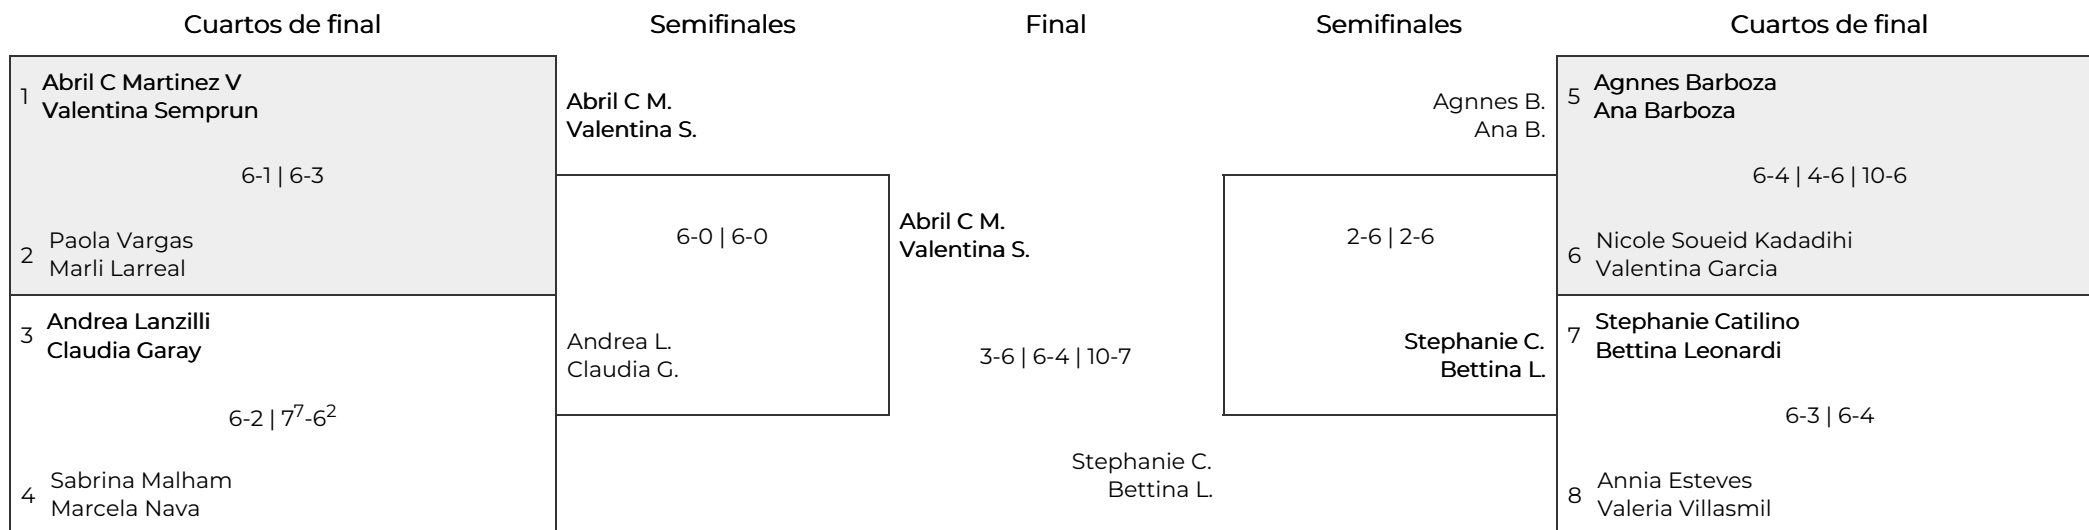 Cuartos de final
Semifinales
Final
Semifinales
Cuartos de final
1
Abril C Martinez V
Valentina Semprun
6-1 | 6-3
2
Paola Vargas
Marli Larreal
3
Andrea Lanzilli
Claudia Garay
6-2 | 7⁷-6²
4
Sabrina Malham
Marcela Nava
Abril C M.
Valentina S.
6-0 | 6-0
Andrea L.
Claudia G.
Abril C M.
Valentina S.
3-6 | 6-4 | 10-7
Stephanie C.
Bettina L.
Agnnes B.
Ana B.
2-6 | 2-6
Stephanie C.
Bettina L.
5
Agnnes Barboza
Ana Barboza
6-4 | 4-6 | 10-6
6
Nicole Soueid Kadadihi
Valentina Garcia
7
Stephanie Catilino
Bettina Leonardi
6-3 | 6-4
8
Annia Esteves
Valeria Villasmil